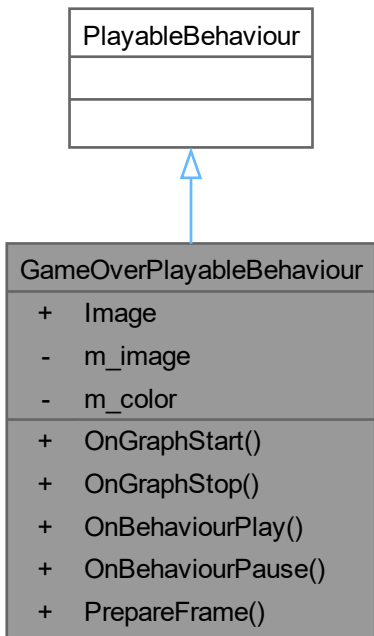 PlayableBehaviour
GameOverPlayableBehaviour
+ Image
- m_image
- m_color
+ OnGraphStart()
+ OnGraphStop()
+ OnBehaviourPlay()
+ OnBehaviourPause()
+ PrepareFrame()